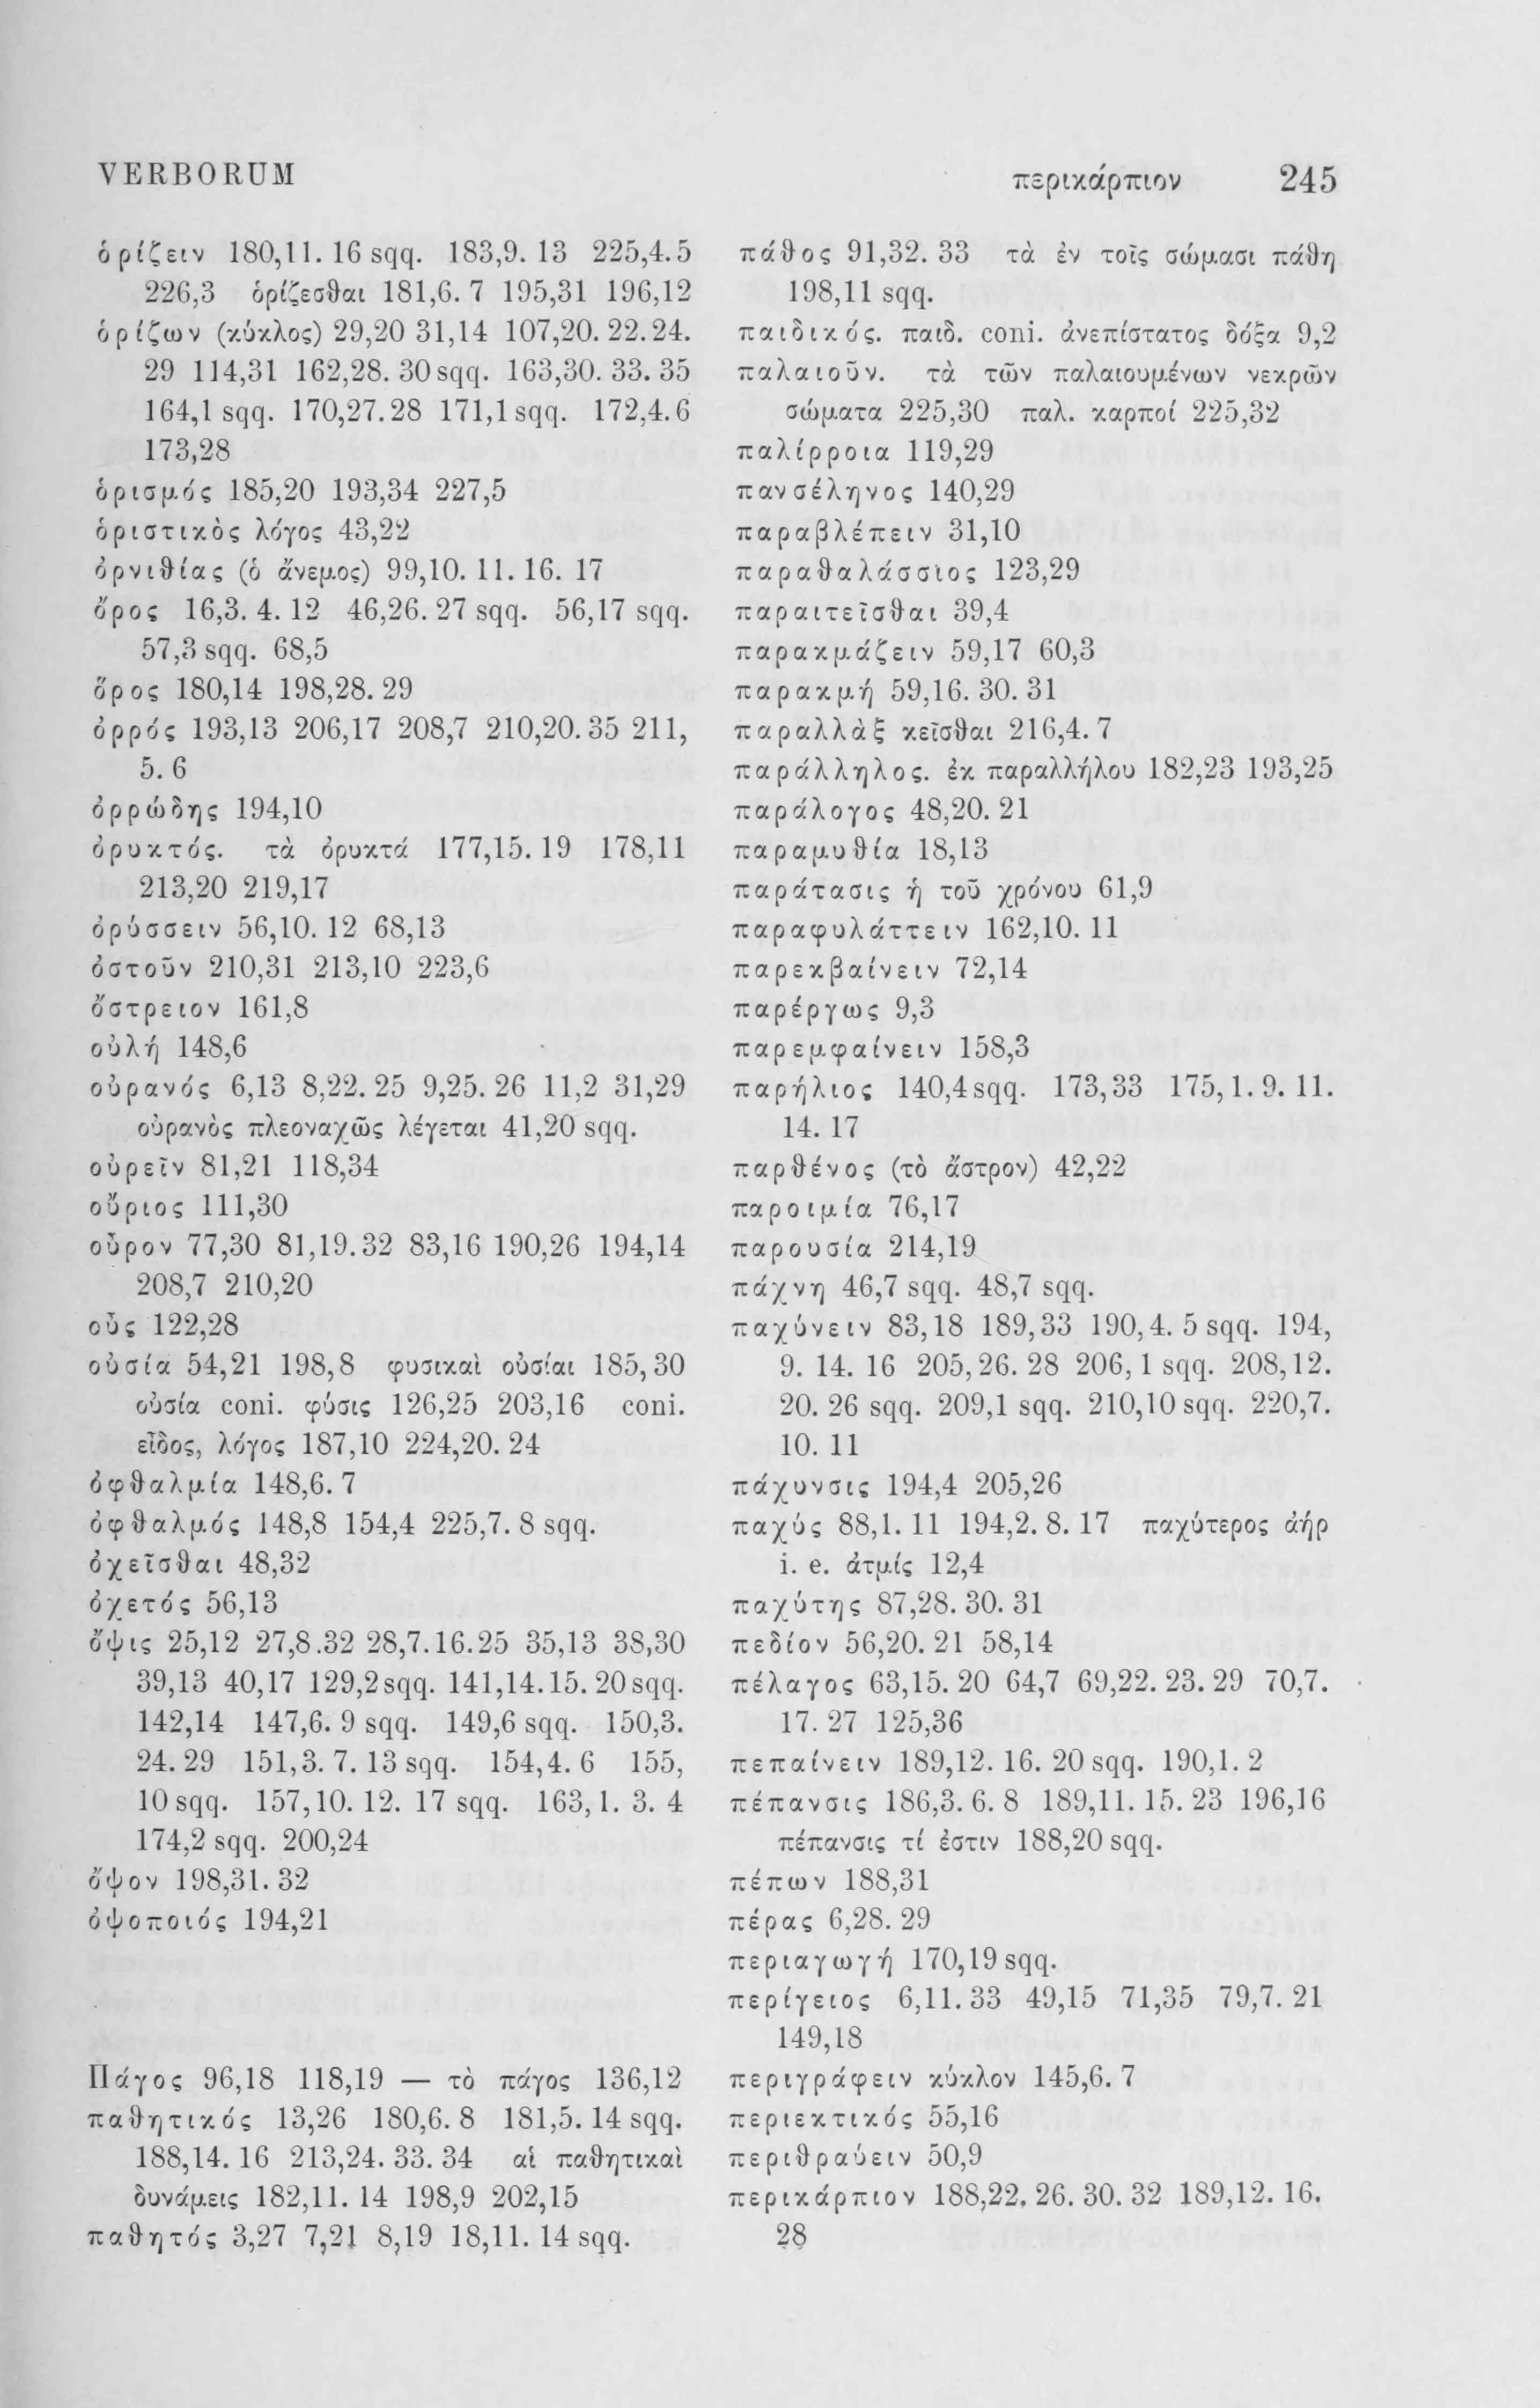 VERBORUM περικάρπιον 245
ὁρίζειν 180,11. 16 sqq. 183,9. 13 225,4. 5
226,3 ὁρίζεσθαι 181,6. 7 195,31 196,12
ὁρίζων (κύκλος) 29,20 31,14 107,20. 22. 24.
29 114,31 162,28. 30 sqq. 163,30. 33. 35
164,1 sqq. 170,27. 28 171,1 sqq. 172,4. 6
173,28
ὁρισμός 185,20 193,34 227,5
ὁριστικὸς λόγος 43,22
ὀρνιθίας (ὁ ἄνεμος) 99,10. 11. 16. 17
ὄρος 16,3. 4. 12 46,26. 27 sqq. 56,17 sqq.
57,3 sqq. 68,5
ὅρος 180,14 198,28. 29
ὀρρός 193,13 206,17 208,7 210,20. 35 211,
5. 6
ὀρρώδης 194,10
ὀρυκτός. τὰ ὀρυκτά 177,15. 19 178,11
213,20 219,17
ὀρύσσειν 56,10. 12 68,13
ὀστοῦν 210,31 213,10 223,6
ὄστρειον 161,8
οὐλή 148,6
οὐρανός 6,13 8,22. 25 9,25. 26 11,2 31,29
οὐρανὸς πλεοναχῶς λέγεται 41,20 sqq.
οὐρεῖν 81,21 118,34
οὔριος 111,30
οὖρον 77,30 81,19. 32 83,16 190,26 194,14
208,7 210,20
οὖς 122,28
οὐσία 54,21 198,8 φυσικαὶ οὐσίαι 185,30
οὐσία coni. φύσις 126,25 203,16 coni.
εἶδος, λόγος 187,10 224,20. 24
ὀφθαλμία 148,6. 7
ὀφθαλμός 148,8 154,4 225,7. 8 sqq.
ὀχεῖσθαι 48,32
ὀχετός 56,13
ὄψις 25,12 27,8.32 28,7.16.25 35,13 38,30
39,13 40,17 129,2 sqq. 141,14. 15. 20 sqq.
142,14 147,6. 9 sqq. 149,6 sqq. 150,3.
24. 29 151,3. 7. 13 sqq. 154,4. 6 155,
10 sqq. 157,10. 12. 17 sqq. 163,1. 3. 4
174,2 sqq. 200,24
ὄψον 198,31. 32
ὀψοποιός 194,21
Πάγος 96,18 118,19 — τὸ πάγος 136,12
παθητικός 13,26 180,6. 8 181,5. 14 sqq.
188,14. 16 213,24. 33. 34 αἱ παθητικαὶ
δυνάμεις 182,11. 14 198,9 202,15
παθητός 3,27 7,21 8,19 18,11. 14 sqq.
πάθος 91,32. 33 τὰ ἐν τοῖς σώμασι πάθη
198,11 sqq.
παιδικός. παιδ. coni. ἀνεπίστατος δόξα 9,2
παλαιοῦν. τὰ τῶν παλαιουμένων νεκρῶν
σώματα 225,30 παλ. καρποί 225,32
παλίρροια 119,29
πανσέληνος 140,29
παραβλέπειν 31,10
παραθαλάσσιος 123,29
παραιτεῖσθαι 39,4
παρακμάζειν 59,17 60,3
παρακμή 59,16. 30. 31
παραλλὰξ κεῖσθαι 216,4. 7
παράλληλος. ἐκ παραλλήλου 182,23 193,25
παράλογος 48,20. 21
παραμυθία 18,13
παράτασις ἡ τοῦ χρόνου 61,9
παραφυλάττειν 162,10. 11
παρεκβαίνειν 72,14
παρέργως 9,3
παρεμφαίνειν 158,3
παρήλιος 140,4 sqq. 173,33 175,1. 9. 11.
14. 17
παρθένος (τὸ ἄστρον) 42,22
παροιμία 76,17
παρουσία 214,19
πάχνη 46,7 sqq. 48,7 sqq.
παχύνειν 83,18 189,33 190,4. 5 sqq. 194,
9. 14. 16 205,26. 28 206,1 sqq. 208,12.
20. 26 sqq. 209,1 sqq. 210,10 sqq. 220,7.
10. 11
πάχυνσις 194,4 205,26
παχύς 88,1. 11 194,2. 8. 17 παχύτερος ἀήρ
i. e. ἀτμίς 12,4
παχύτης 87,28. 30. 31
πεδίον 56,20. 21 58,14
πέλαγος 63,15. 20 64,7 69,22. 23. 29 70,7.
17. 27 125,36
πεπαίνειν 189,12. 16. 20 sqq. 190,1. 2
πέπανσις 186,3. 6. 8 189,11. 15. 23 196,16
πέπανσις τί ἐστιν 188,20 sqq.
πέπων 188,31
πέρας 6,28. 29
περιαγωγή 170,19 sqq.
περίγειος 6,11. 33 49,15 71,35 79,7. 21
149,18
περιγράφειν κύκλον 145,6. 7
περιεκτικός 55,16
περιθραύειν 50,9
περικάρπιον 188,22. 26. 30. 32 189,12. 16.
28